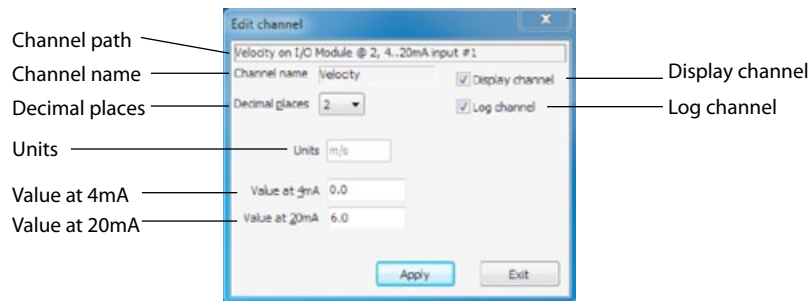 Edit channel
x
Channel path
Velocity on I/O Module @ 2, 4..20mA input #1
Channel name
Channel name Velocity
Display channel
Display channel
Decimal places
Decimal places 2
Log channel
Log channel
Units
Units m/s
Value at 4mA
Value at 4mA 0.0
Value at 20mA
Value at 20mA 6.0
Apply
Exit